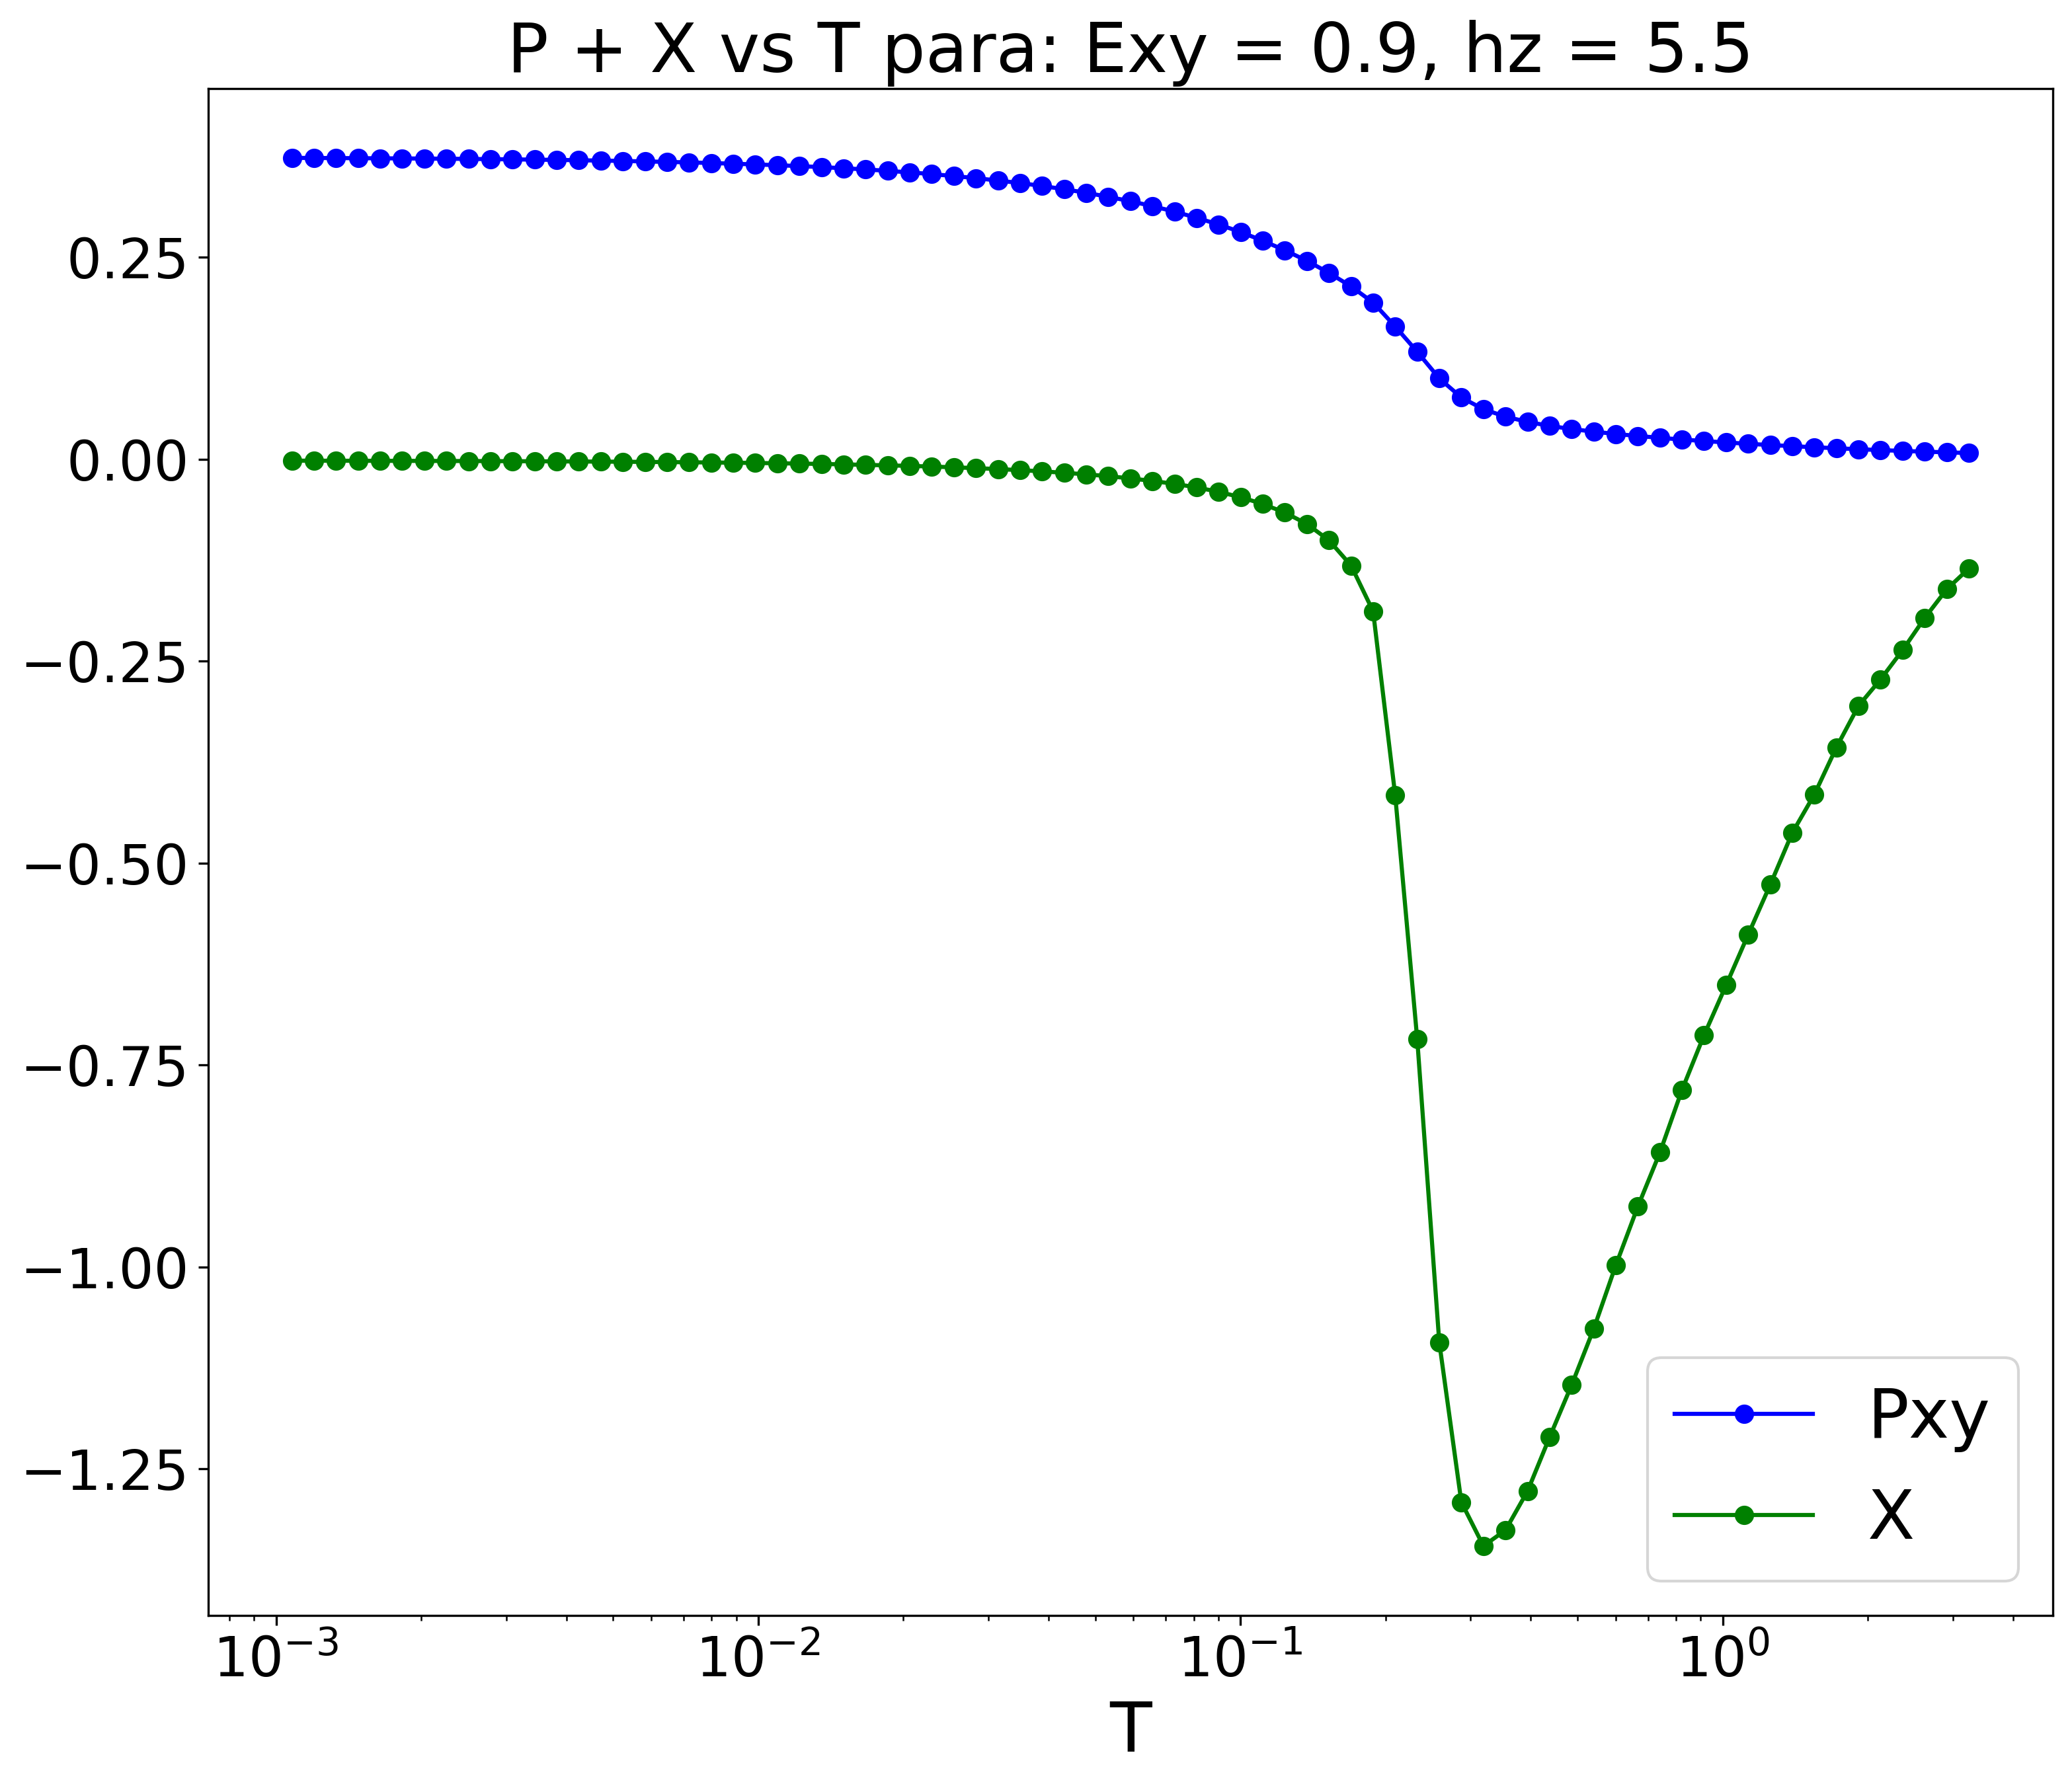 P + X vs T para: Exy = 0.9, hz = 5.5
0.25
0.00
−0.25
−0.50
−0.75
−1.00
−1.25
Pxy
X
10⁻³ 10⁻² 10⁻¹ 10⁰
T